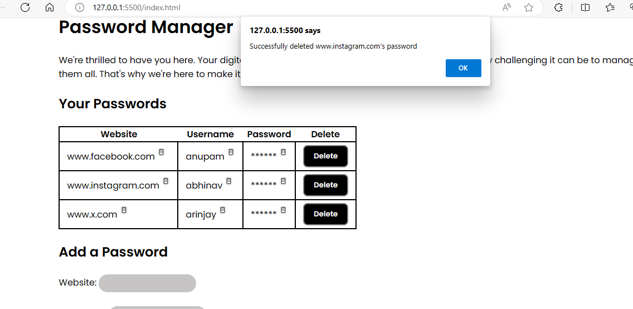 127.0.0.1:5500/index.html
Password Manager
127.0.0.1:5500 says
Successfully deleted www.instagram.com's password
OK
We're thrilled to have you here. Your digit
challenging it can be to manag
them all. That's why we're here to make it
Your Passwords
Website Username Password Delete
www.facebook.com anupam ****** Delete
www.instagram.com abhinav ****** Delete
www.x.com arinjay ****** Delete
Add a Password
Website: